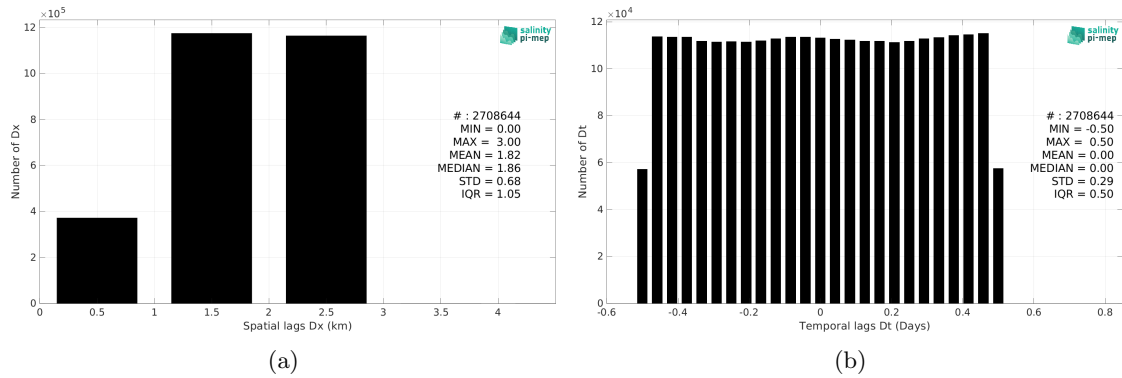 ×10⁵
12
10
8
6
4
2
0
Number of Dx
0 0.5 1 1.5 2 2.5 3 3.5 4
Spatial lags Dx (km)
salinity
pi-mep
# : 2708644
MIN = 0.00
MAX = 3.00
MEAN = 1.82
MEDIAN = 1.86
STD = 0.68
IQR = 1.05
(a)
×10⁴
12
10
8
6
4
2
0
Number of Dt
-0.6 -0.4 -0.2 0 0.2 0.4 0.6 0.8
Temporal lags Dt (Days)
salinity
pi-mep
# : 2708644
MIN = -0.50
MAX = 0.50
MEAN = 0.00
MEDIAN = 0.00
STD = 0.29
IQR = 0.50
(b)